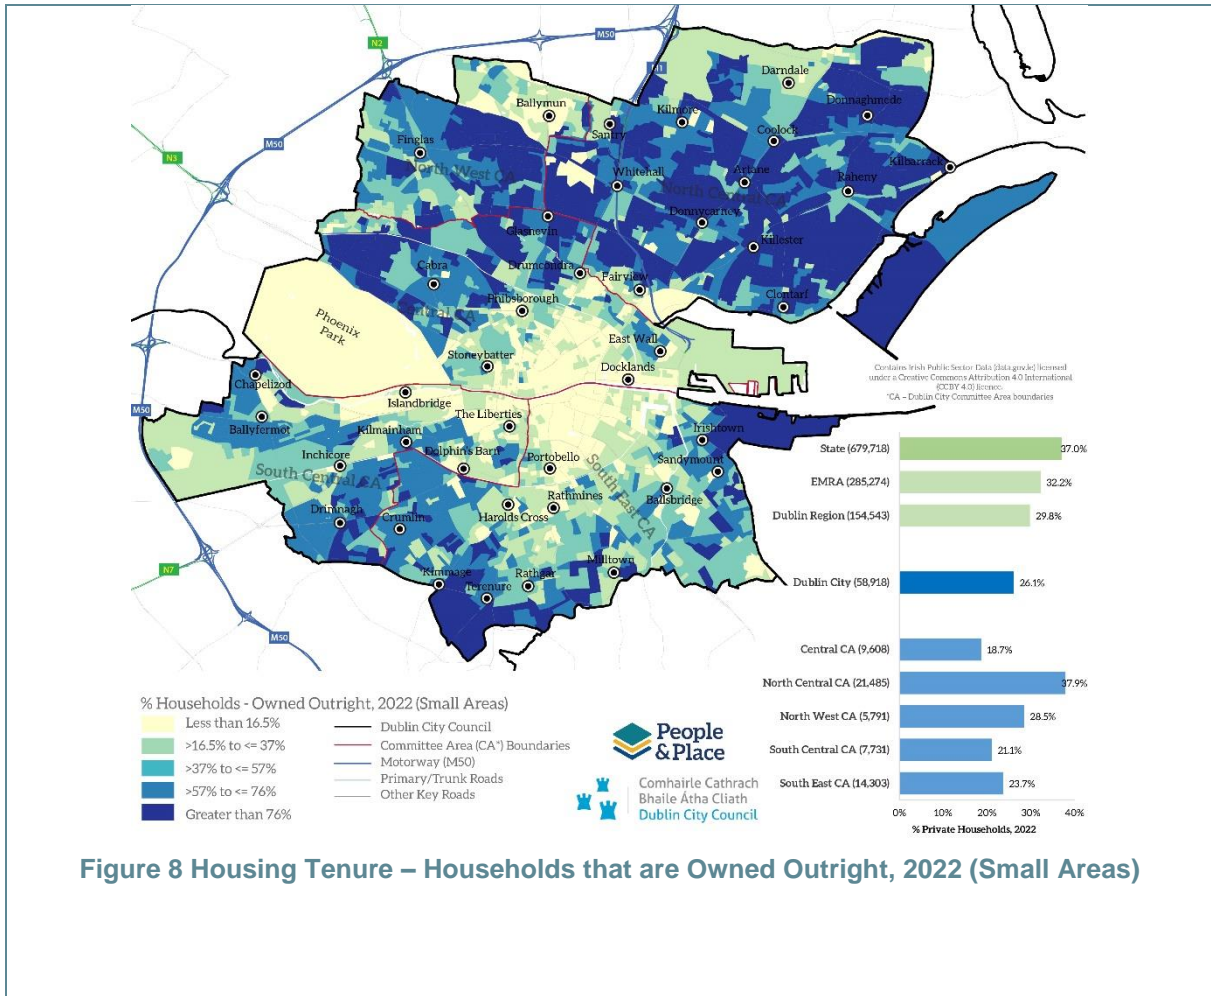 M50
N2
M1
Darndale
Ballymun
Kilmore
Donnaghmede
Santry
Coolock
Finglas
M50
N3
Kilbarrack
North West CA
Whitehall
Artane
North Central CA
Raheny
Donnycarney
Glasnevin
Killester
Cabra
Drumcondra
Fairview
Clontarf
Phibsborough
Central CA
Phoenix
Park
East Wall
Stoneybatter
Docklands
Chapelizod
Islandbridge
M50
The Liberties
Ballyfermot
Kilmainham
Irishtown
Inchicore
Dolphin's Barn
Portobello
Sandymount
South Central CA
South East CA
Rathmines
Ballsbridge
Drimnagh
Crumlin
Harolds Cross
Milltown
N7
Kimmage
Rathgar
Terenure
M50
Contains Irish Public Sector Data (data.gov.ie) licensed
under a Creative Commons Attribution 4.0 International
(CCBY 4.0) licence.
*CA – Dublin City Committee Area boundaries
State (679,718) 37.0%
EMRA (285,274) 32.2%
Dublin Region (154,543) 29.8%
Dublin City (58,918) 26.1%
Central CA (9,608) 18.7%
North Central CA (21,485) 37.9%
North West CA (5,791) 28.5%
South Central CA (7,731) 21.1%
South East CA (14,303) 23.7%
0% 10% 20% 30% 40%
% Private Households, 2022
% Households - Owned Outright, 2022 (Small Areas)
Less than 16.5%
>16.5% to <= 37%
>37% to <= 57%
>57% to <= 76%
Greater than 76%
Dublin City Council
Committee Area (CA*) Boundaries
Motorway (M50)
Primary/Trunk Roads
Other Key Roads
People
& Place
Comhairle Cathrach
Bhaile Átha Cliath
Dublin City Council
Figure 8 Housing Tenure – Households that are Owned Outright, 2022 (Small Areas)